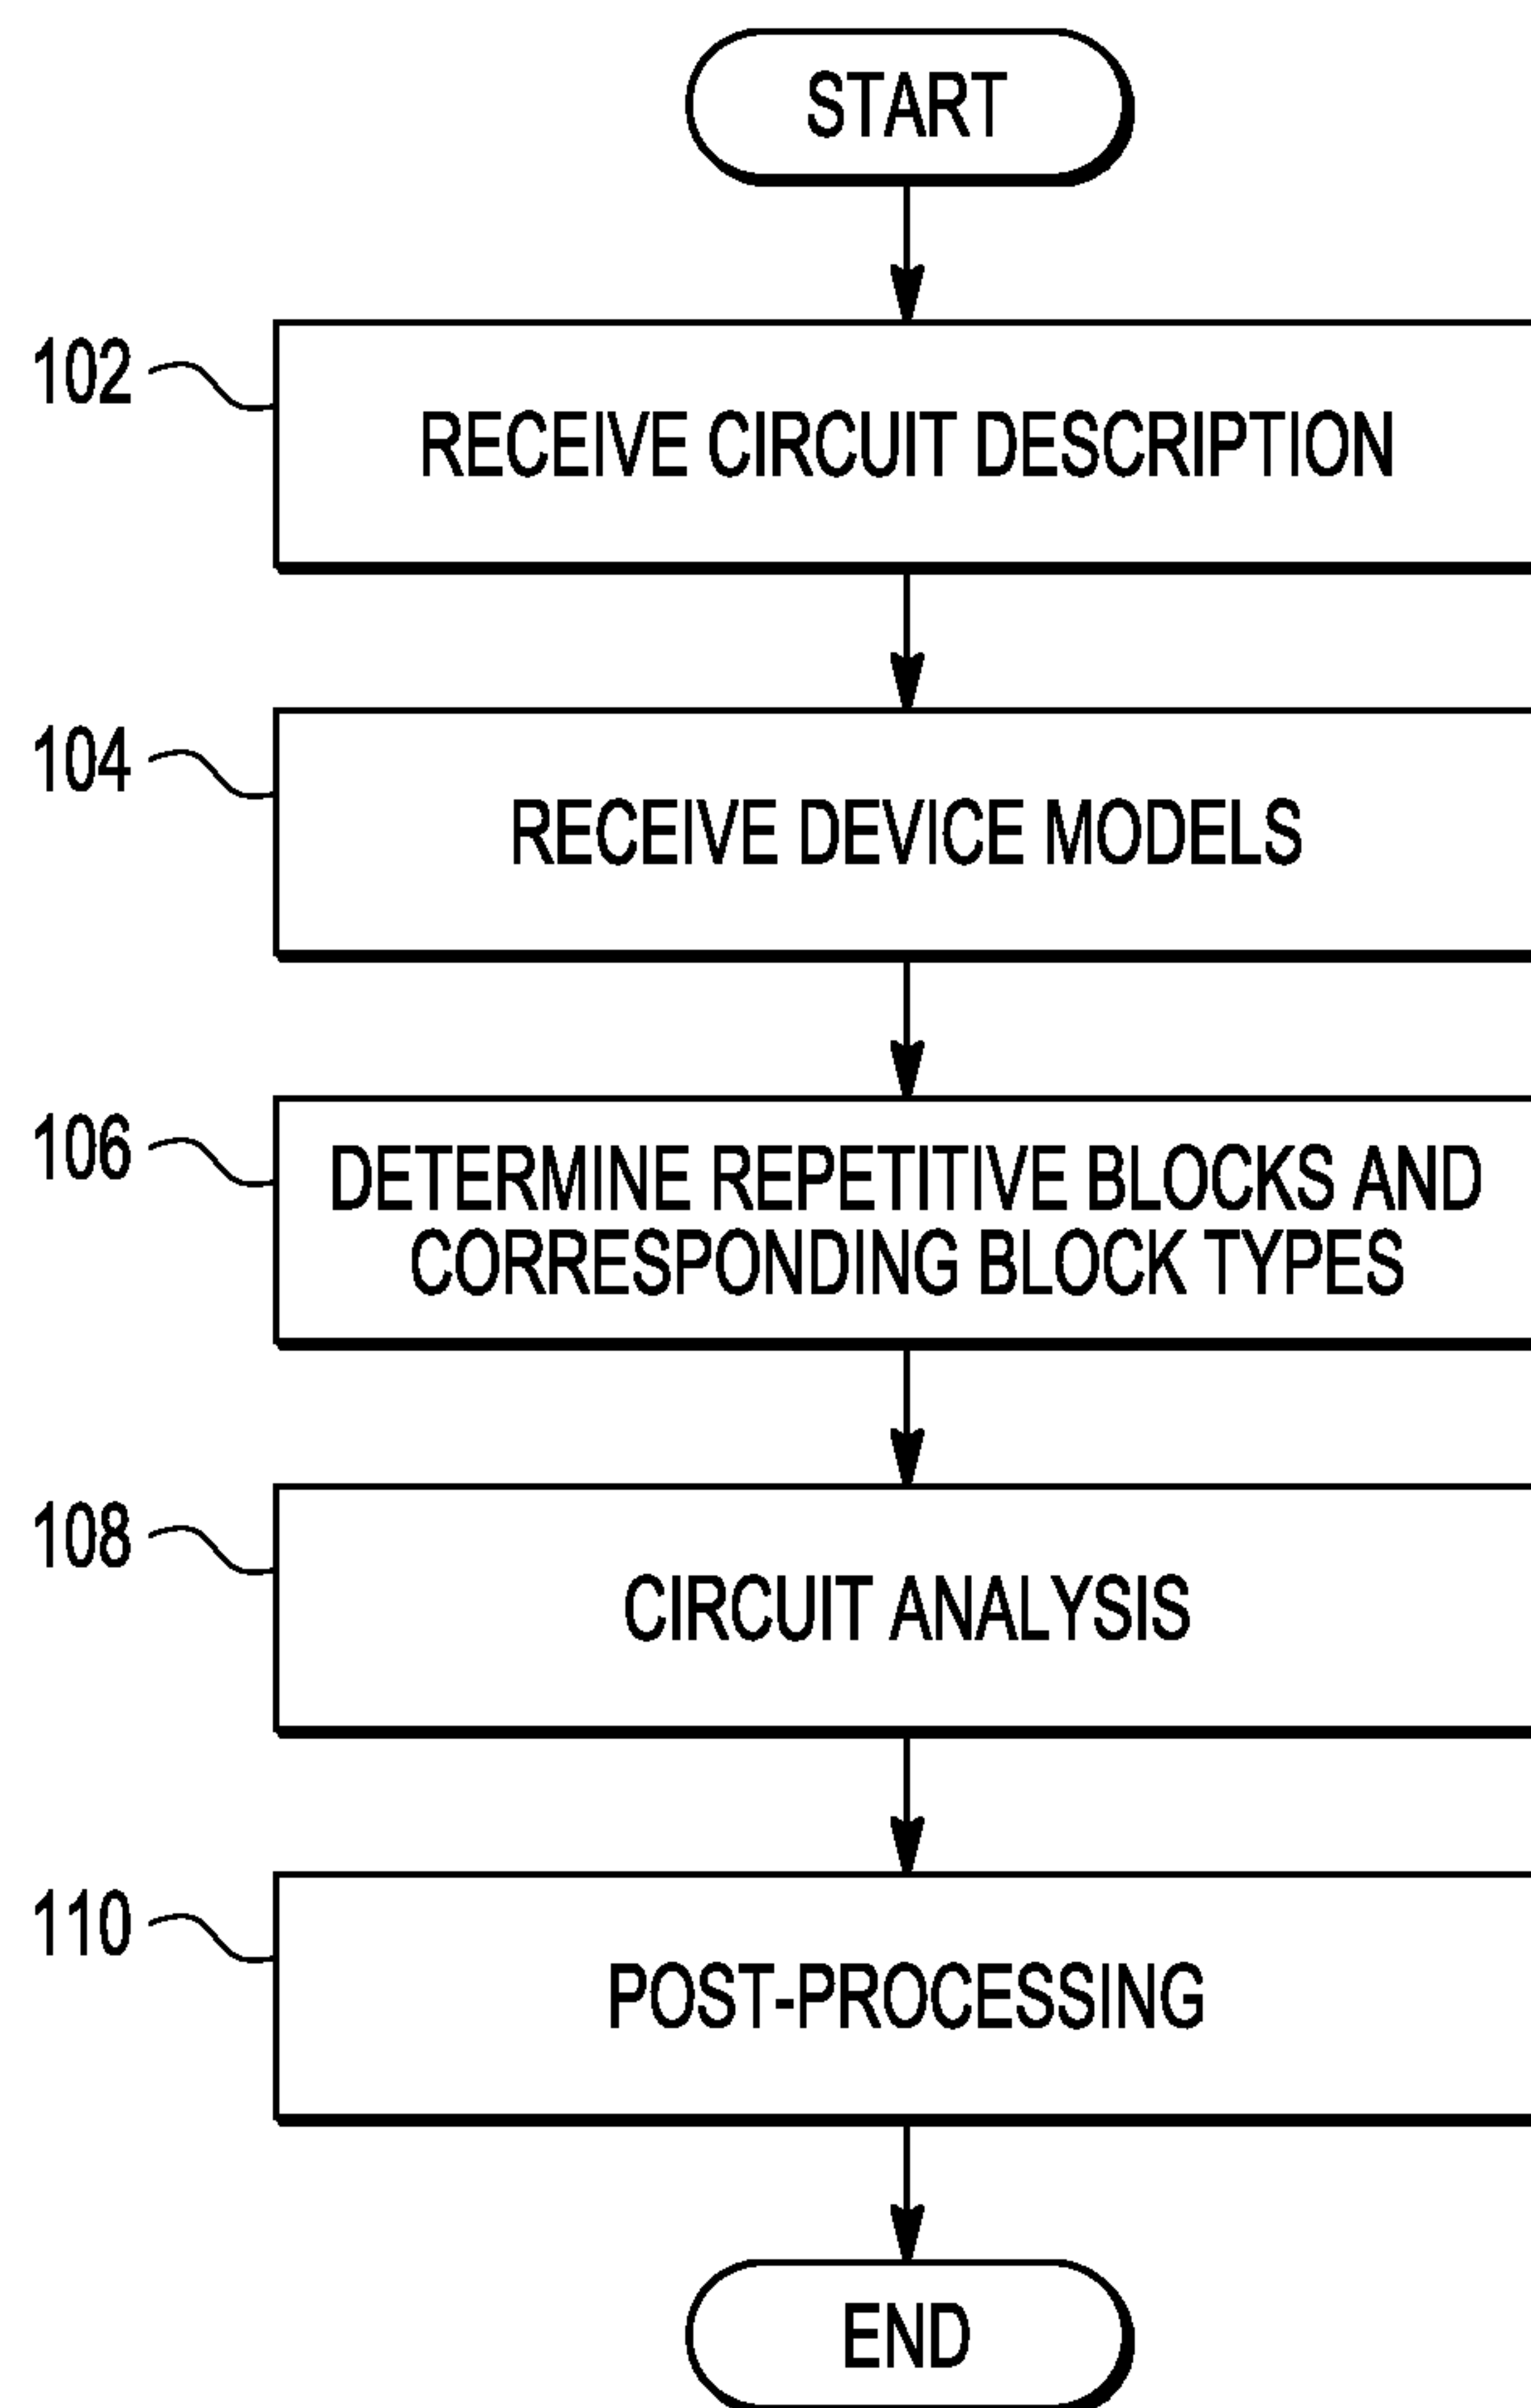 START
102
RECEIVE CIRCUIT DESCRIPTION
104
RECEIVE DEVICE MODELS
106
DETERMINE REPETITIVE BLOCKS AND
CORRESPONDING BLOCK TYPES
108
CIRCUIT ANALYSIS
110
POST-PROCESSING
END